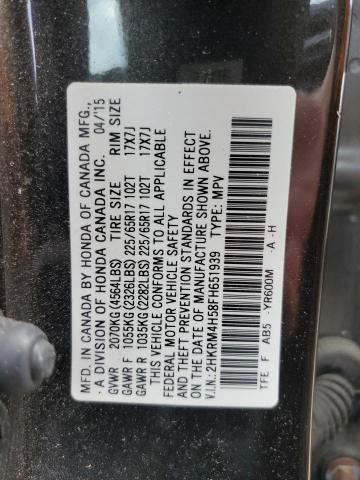 MFD. IN CANADA BY HONDA OF CANADA MFG.,
- A DIVISION OF HONDA CANADA INC. 04/15
GVWR 2070KG (4564LBS) TIRE SIZE RIM SIZE
GAWR F 1055KG (2326LBS) 225/65R17 102T 17X7J
GAWR R 1035KG (2282LBS) 225/65R17 102T 17X7J
THIS VEHICLE CONFORMS TO ALL APPLICABLE
FEDERAL MOTOR VEHICLE SAFETY
AND THEFT PREVENTION STANDARDS IN EFFECT
ON THE DATE OF MANUFACTURE SHOWN ABOVE.
V.I.N.: 2HKRM4H58FH651939 TYPE: MPV
TFE F AB5 -YR600M -A -H